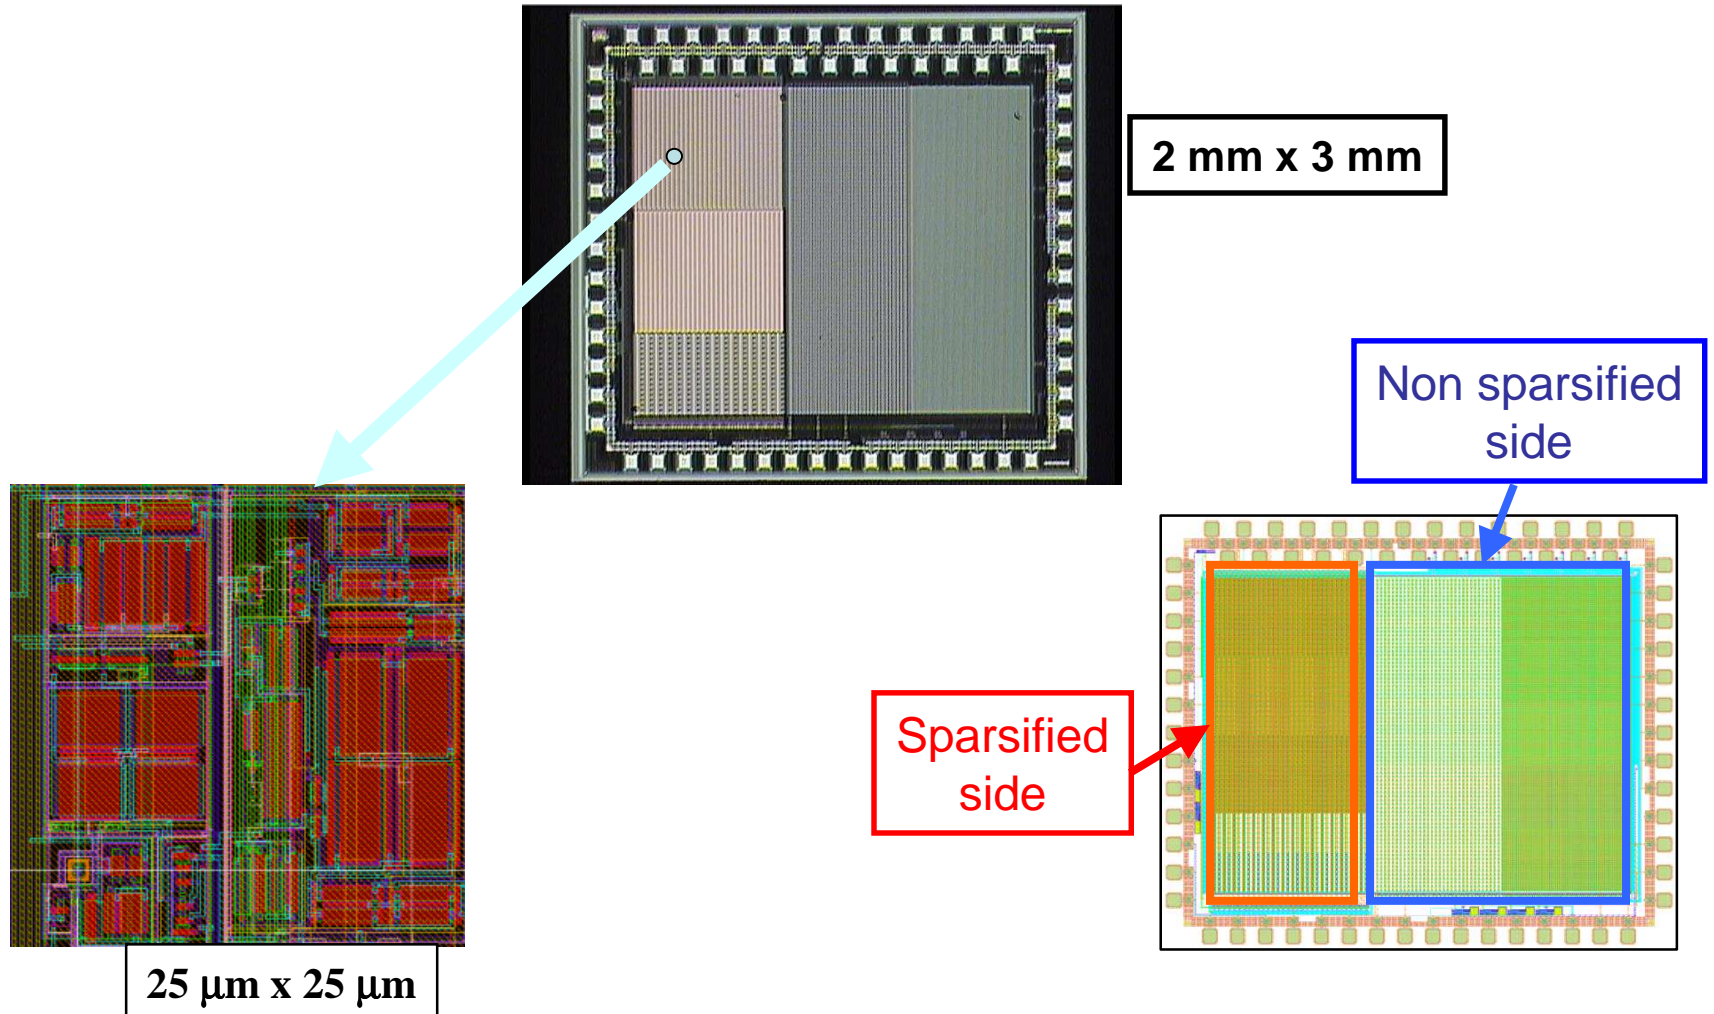 2 mm x 3 mm
Non sparsified
side
Sparsified
side
25 μm x 25 μm